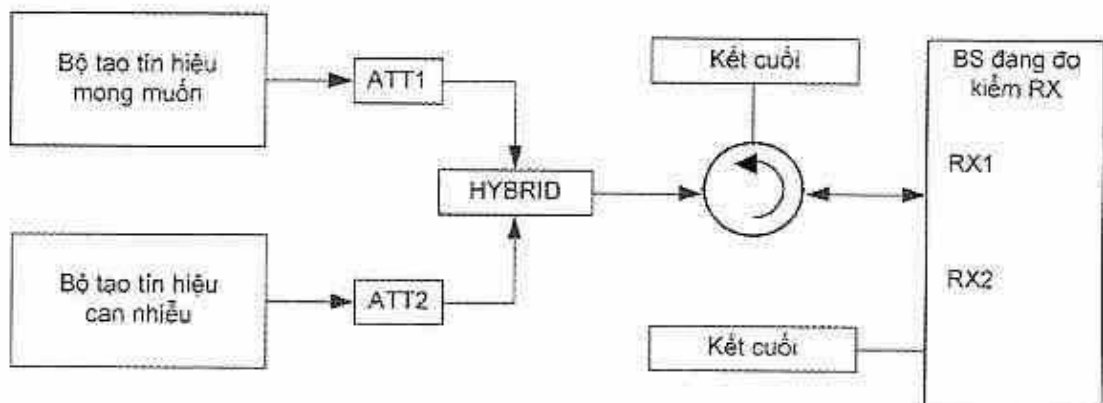 Bộ tạo tín hiệu
mong muốn
ATT1
Kết cuối
BS đang đo
kiểm RX
RX1
HYBRID
Bộ tạo tín hiệu
can nhiễu
ATT2
RX2
Kết cuối